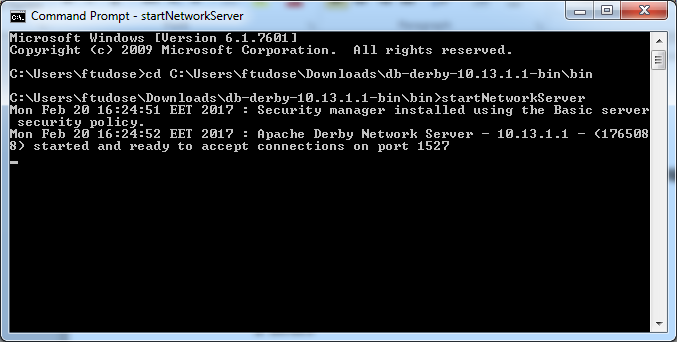 Command Prompt - startNetworkServer
Microsoft Windows [Version 6.1.7601]
Copyright (c) 2009 Microsoft Corporation.  All rights reserved.
C:\Users\ftudose>cd C:\Users\ftudose\Downloads\db-derby-10.13.1.1-bin\bin
C:\Users\ftudose\Downloads\db-derby-10.13.1.1-bin\bin>startNetworkServer
Mon Feb 20 16:24:51 EET 2017 : Security manager installed using the Basic server
 security policy.
Mon Feb 20 16:24:52 EET 2017 : Apache Derby Network Server - 10.13.1.1 - (176508
8) started and ready to accept connections on port 1527